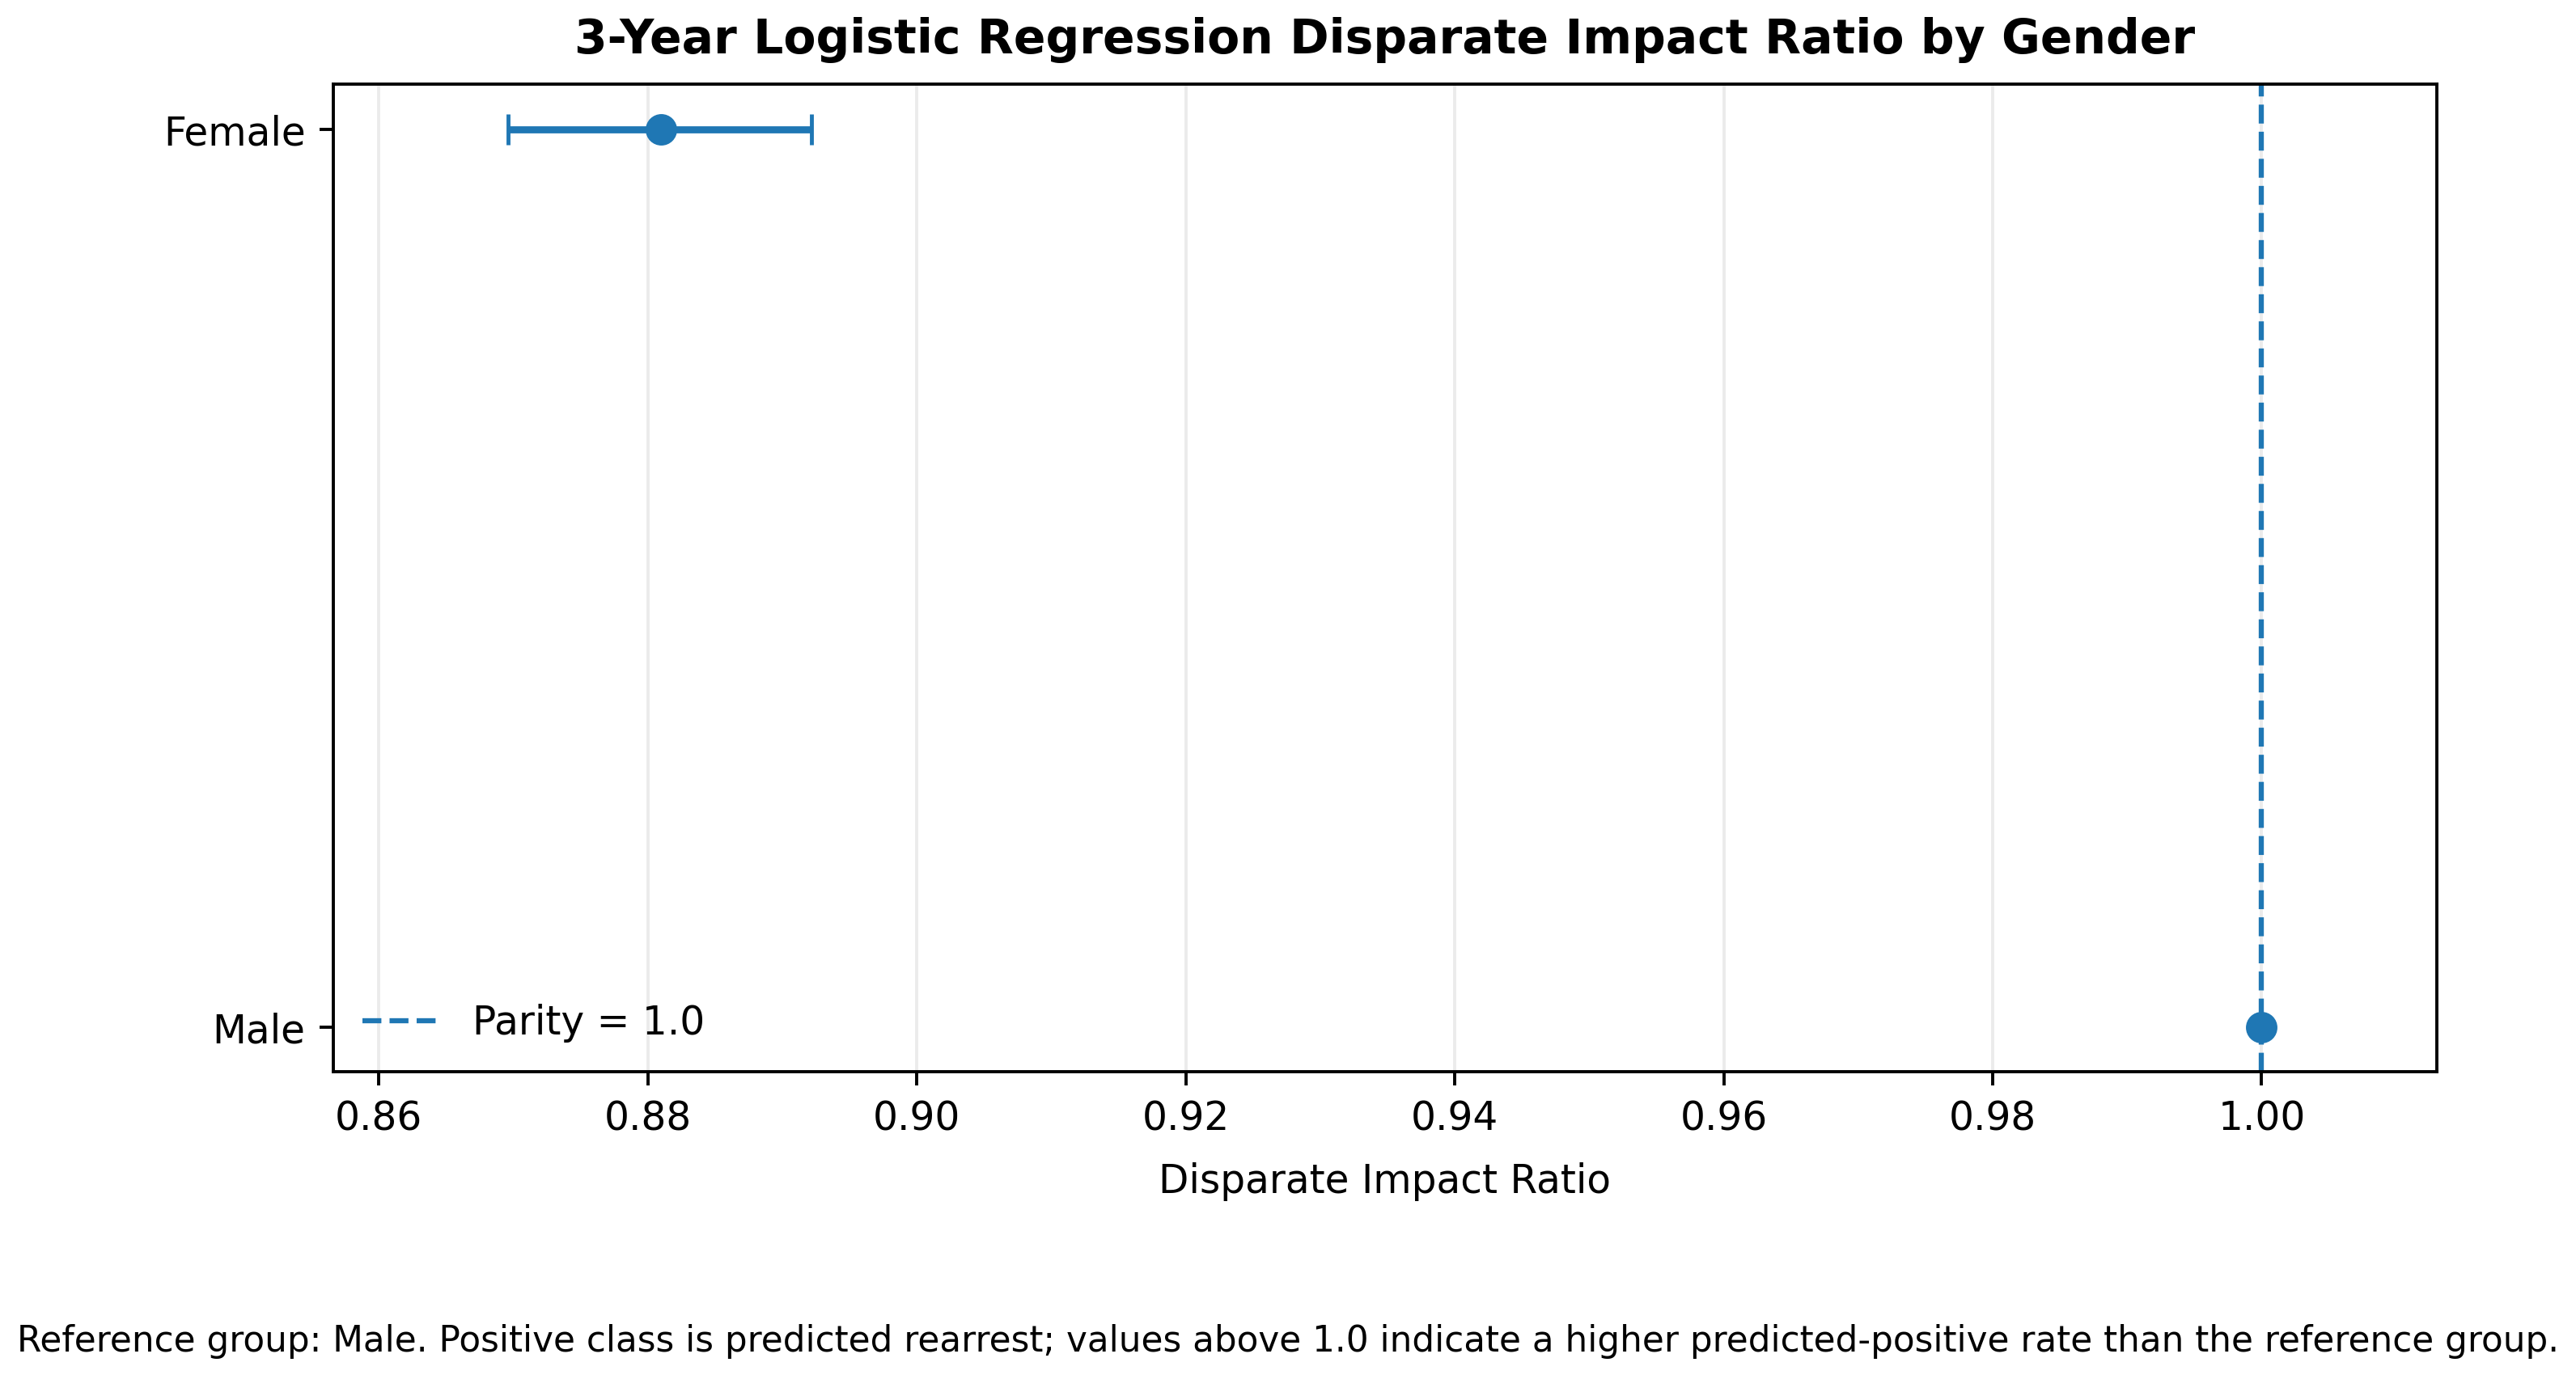 3-Year Logistic Regression Disparate Impact Ratio by Gender
Female
Male
Parity = 1.0
0.86 0.88 0.90 0.92 0.94 0.96 0.98 1.00
Disparate Impact Ratio
Reference group: Male. Positive class is predicted rearrest; values above 1.0 indicate a higher predicted-positive rate than the reference group.